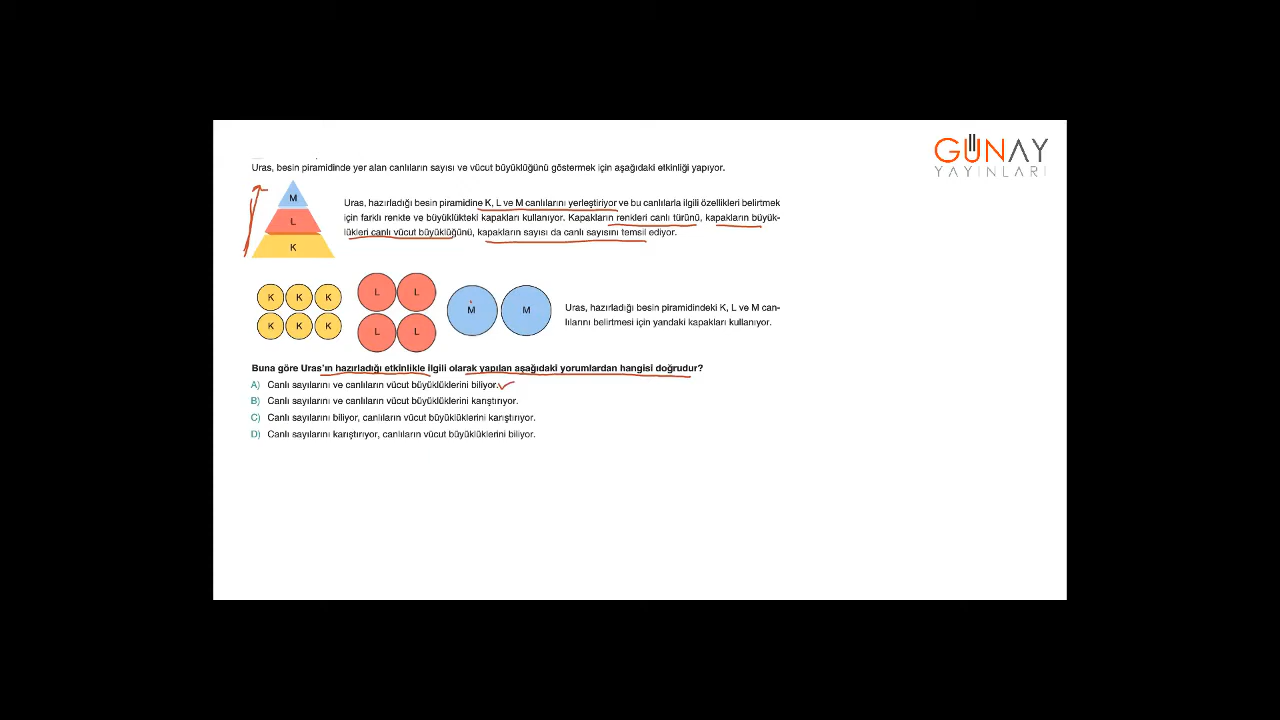 GÜNAY
YAYINLARI
Uras, besin piramidinde yer alan canlıların sayısı ve vücut büyüklüğünü göstermek için aşağıdaki etkinliği yapıyor.
M
L
K
Uras, hazırladığı besin piramidine K, L ve M canlılarını yerleştiriyor ve bu canlılarla ilgili özellikleri belirtmek
için farklı renkte ve büyüklükteki kapakları kullanıyor. Kapakların renkleri canlı türünü, kapakların büyük-
lükleri canlı vücut büyüklüğünü, kapakların sayısı da canlı sayısını temsil ediyor.
K K K L L M M
K K K L L
Uras, hazırladığı besin piramidindeki K, L ve M can-
lılarını belirtmesi için yandaki kapakları kullanıyor.
Buna göre Uras'ın hazırladığı etkinlikle ilgili olarak yapılan aşağıdaki yorumlardan hangisi doğrudur?
A) Canlı sayılarını ve canlıların vücut büyüklüklerini biliyor.
B) Canlı sayılarını ve canlıların vücut büyüklüklerini karıştırıyor.
C) Canlı sayılarını biliyor, canlıların vücut büyüklüklerini karıştırıyor.
D) Canlı sayılarını karıştırıyor, canlıların vücut büyüklüklerini biliyor.